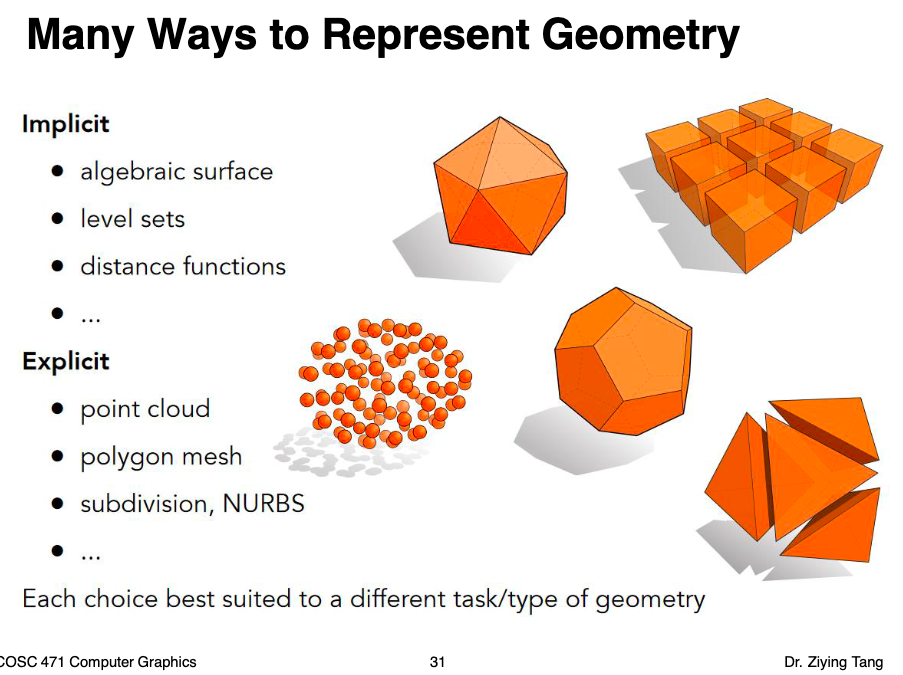 Many Ways to Represent Geometry
Implicit
● algebraic surface
● level sets
● distance functions
● ...
Explicit
● point cloud
● polygon mesh
● subdivision, NURBS
● ...
Each choice best suited to a different task/type of geometry
COSC 471 Computer Graphics
31
Dr. Ziying Tang